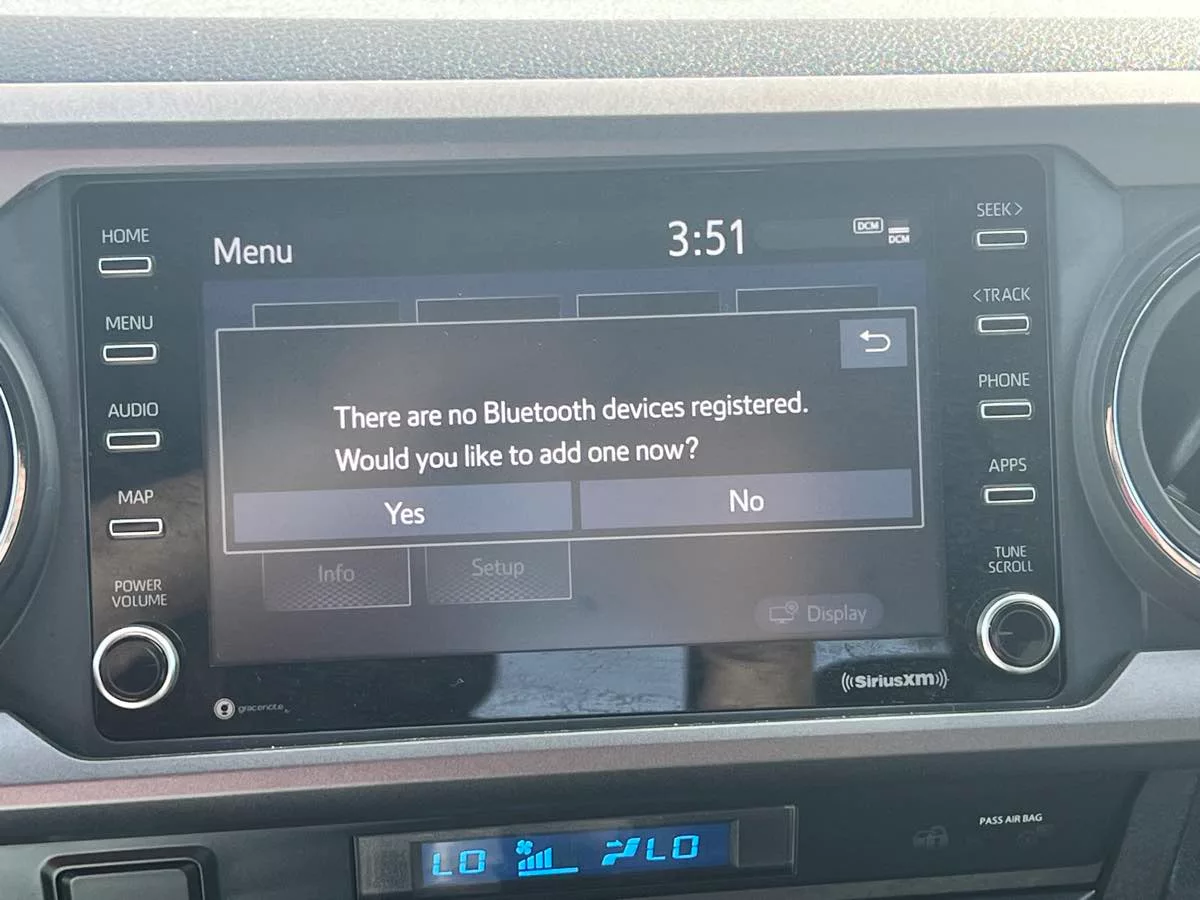 HOME
MENU
AUDIO
MAP
POWER
VOLUME
Menu
3:51
DCM
DCM
There are no Bluetooth devices registered.
Would you like to add one now?
Yes
No
Info
Setup
Display
gracenote
((SiriusXM))
SEEK>
<TRACK
PHONE
APPS
TUNE
SCROLL
LO
LO
PASS AIR BAG